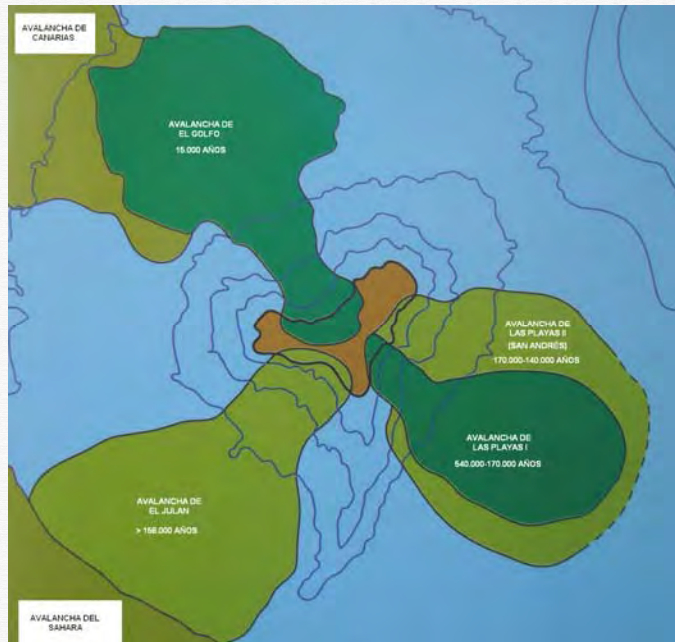 AVALANCHA DE
CANARIAS
AVALANCHA DE
EL GOLFO
15.000 AÑOS
AVALANCHA DE
LAS PLAYAS II
(SAN ANDRÉS)
170.000-140.000 AÑOS
AVALANCHA DE
LAS PLAYAS I
540.000-170.000 AÑOS
AVALANCHA DE
EL JULAN
> 158.000 AÑOS
AVALANCHA DEL
SAHARA